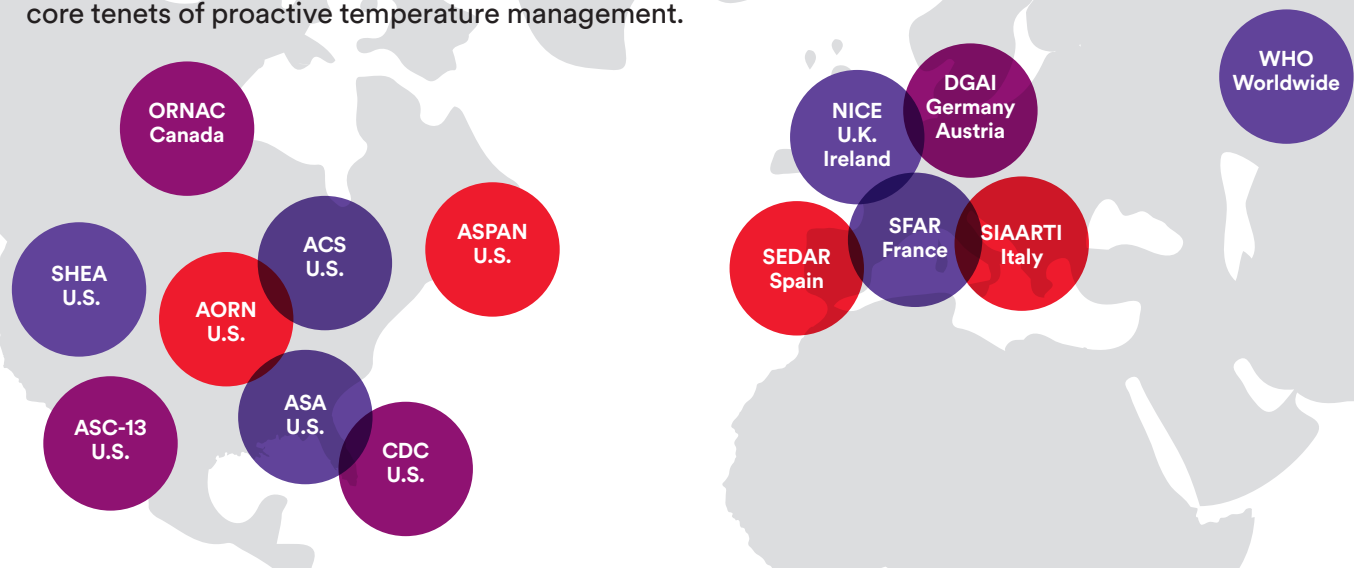 core tenets of proactive temperature management.
ORNAC
Canada
SHEA
U.S.
ACS
U.S.
ASPAN
U.S.
AORN
U.S.
ASC-13
U.S.
ASA
U.S.
CDC
U.S.
NICE
U.K.
Ireland
DGAI
Germany
Austria
WHO
Worldwide
SEDAR
Spain
SFAR
France
SIAARTI
Italy